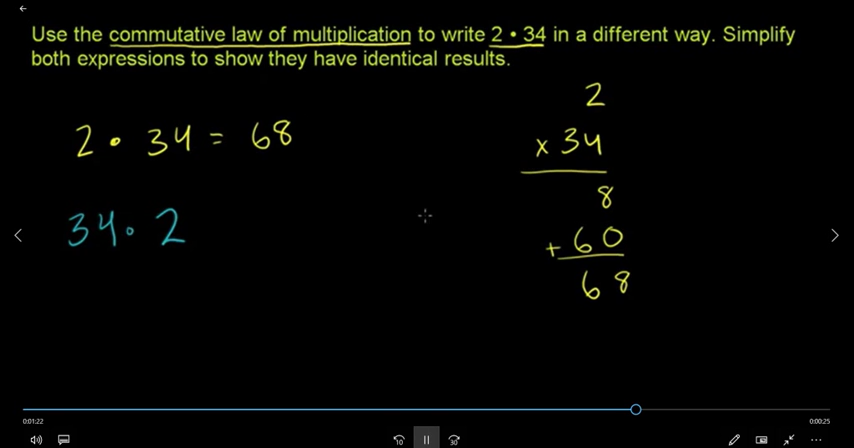 Use the commutative law of multiplication to write 2 • 34 in a different way. Simplify
both expressions to show they have identical results.
2 • 34 = 68
34 • 2
2
x 34
8
+ 60
68
0:01:22
0:00:25
10
30